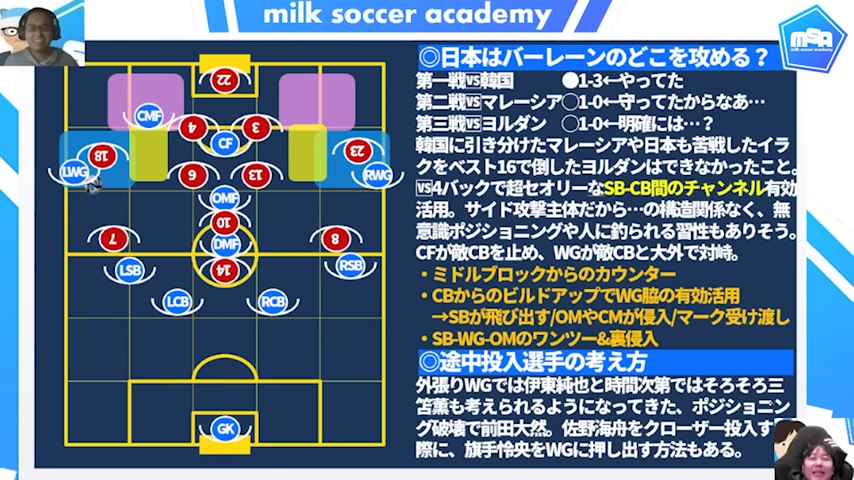 milk soccer academy
MSA
milk soccer academy
◎日本はバーレーンのどこを攻める？
第一戦🆚韓国 ●1-3←やってた
第二戦🆚マレーシア○1-0←守ってたからなあ…
第三戦🆚ヨルダン ○1-0←明確には…？
韓国に引き分けたマレーシアや日本も苦戦したイラ
クをベスト16で倒したヨルダンはできなかったこと。
🆚4バックで超セオリーなSB-CB間のチャンネル有効
活用。サイド攻撃主体だから…の構造関係なく、無
意識ポジショニングや人に釣られる習性もありそう。
CFが敵CBを止め、WGが敵CBと大外で対峙。
・ミドルブロックからのカウンター
・CBからのビルドアップでWG脇の有効活用
→SBが飛び出す/OMやCMが侵入/マーク受け渡し
・SB-WG-OMのワンツー&裏侵入
◎途中投入選手の考え方
外張りWGでは伊東純也と時間次第ではそろそろ三
笘薫も考えられるようになってきた、ポジショニン
グ破壊で前田大然。佐野海舟をクローザー投入す
際に、旗手怜央をWGに押し出す方法もある。
22
CMF
4
3
CF
18
23
LWG
6
13
RWG
OMF
10
7
8
DMF
LSB
14
RSB
LCB
RCB
GK